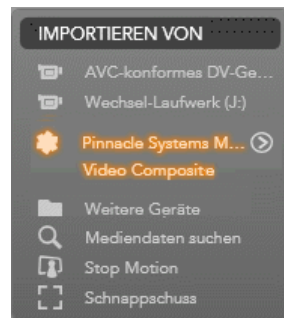 IMPORTIEREN VON
AVC-konformes DV-Ge...
Wechsel-Laufwerk (J:)
Pinnacle Systems M...
Video Composite
Weitere Geräte
Mediendaten suchen
Stop Motion
Schnappschuss